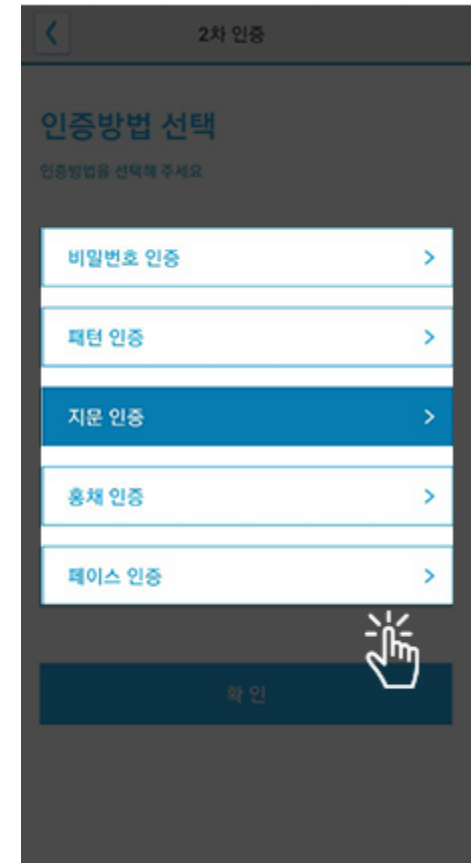 2차 인증
인증방법 선택
인증방법을 선택해 주세요
비밀번호 인증
패턴 인증
지문 인증
홍채 인증
페이스 인증
확 인